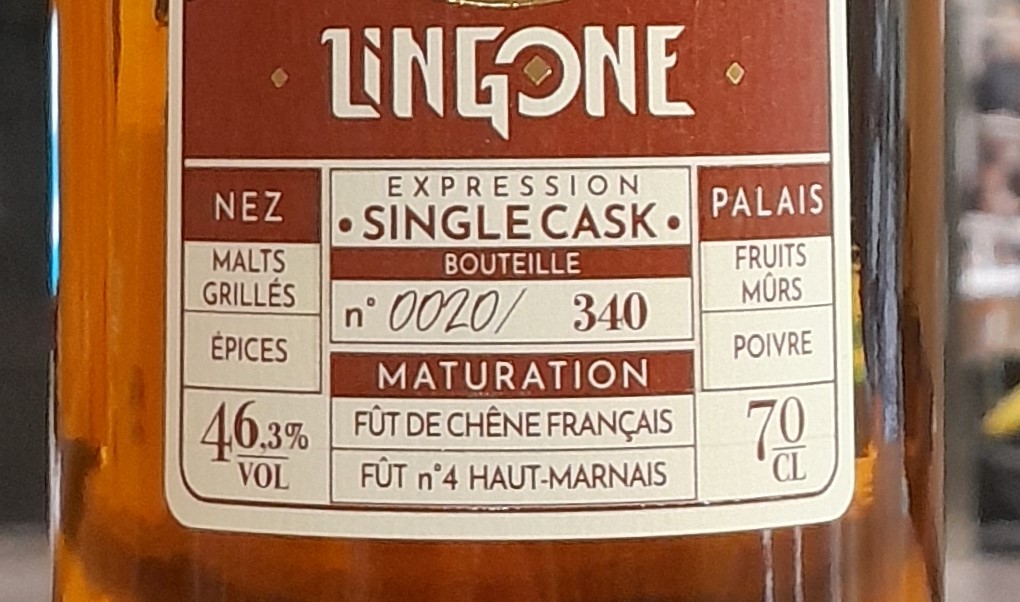 LiNGONE
NEZ
MALTS
GRILLÉS
ÉPICES
46,3%
VOL
EXPRESSION
• SINGLE CASK •
BOUTEILLE
n° 0020/ 340
MATURATION
FÛT DE CHÊNE FRANÇAIS
FÛT n°4 HAUT-MARNAIS
PALAIS
FRUITS
MÛRS
POIVRE
70
CL